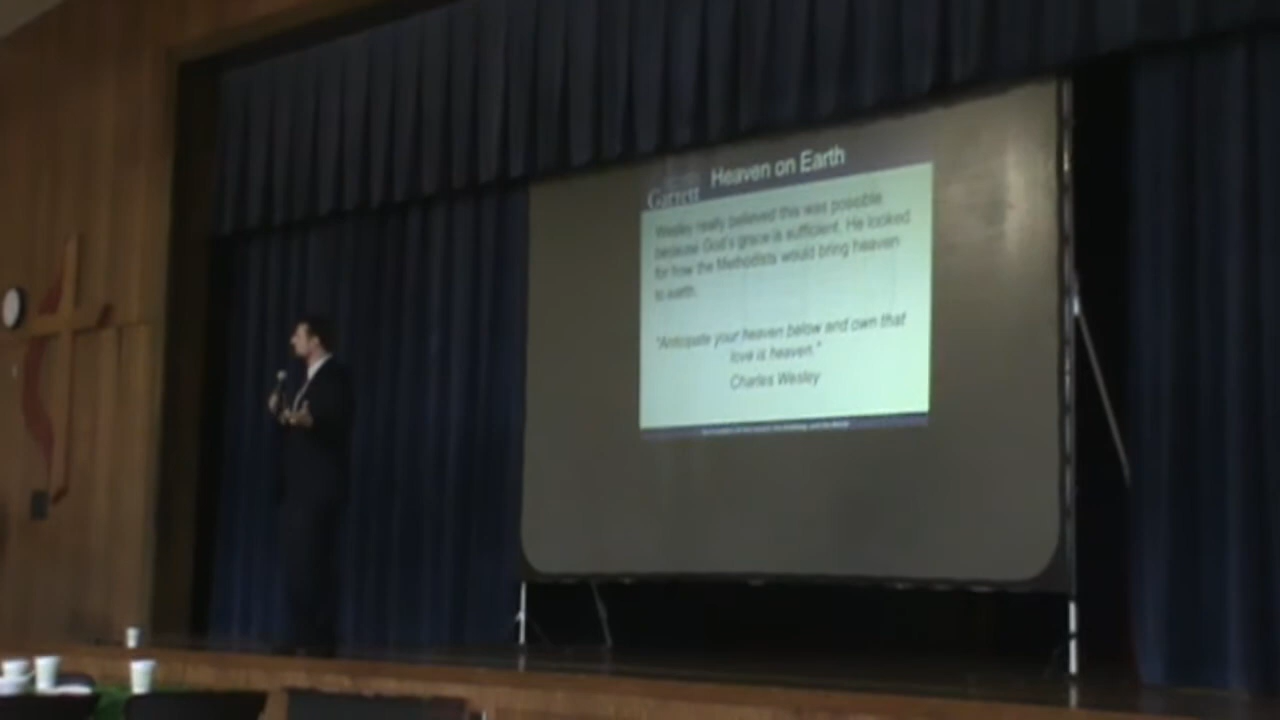 Heaven on Earth
Garrett
Wesley really believed this was possible
because God's grace is sufficient. He looked
for how the Methodists would bring heaven
to earth.
"Anticipate your heaven below and own that
love is heaven."
Charles Wesley